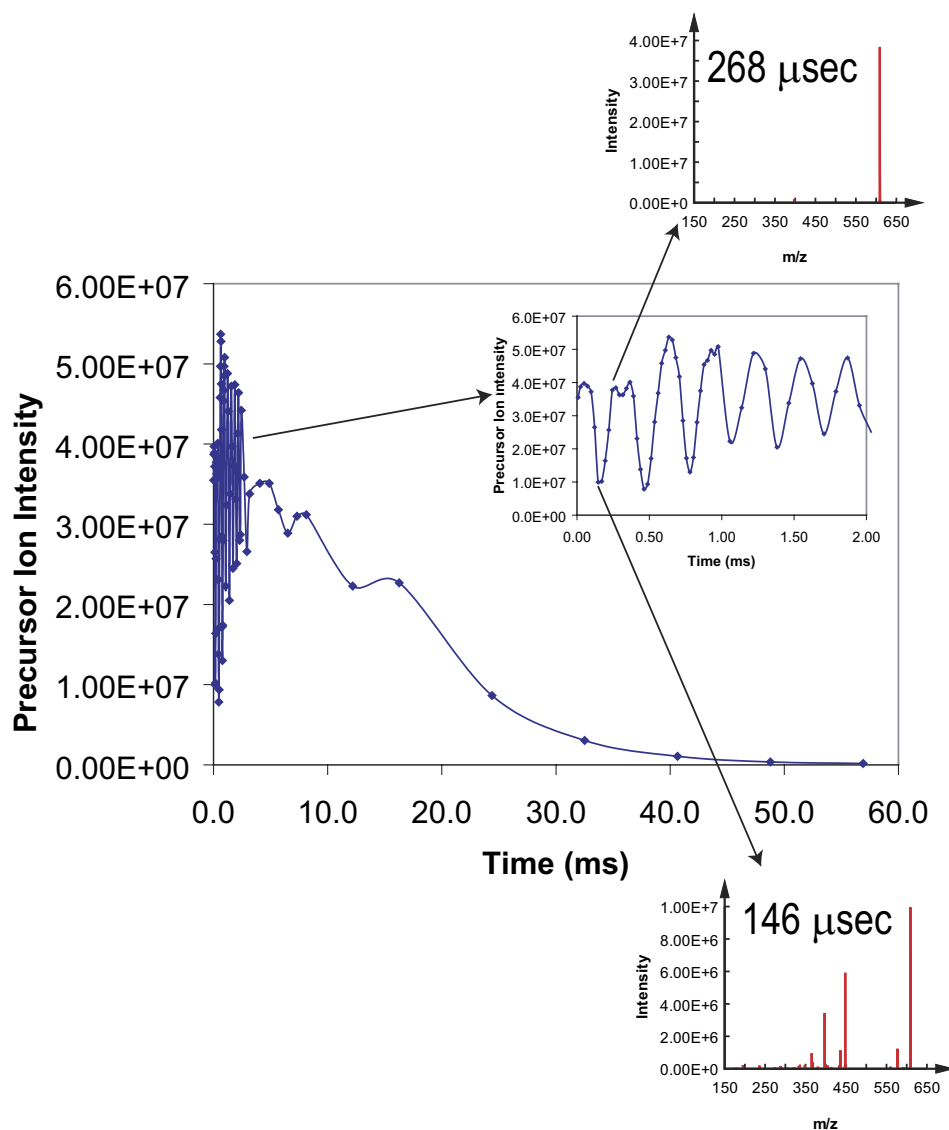 4.00E+7
3.00E+7
2.00E+7
1.00E+7
0.00E+0
Intensity
268 μsec
150 250 350 450 550 650
m/z
6.00E+07
5.00E+07
4.00E+07
3.00E+07
2.00E+07
1.00E+07
0.00E+00
Precursor Ion Intensity
0.0 10.0 20.0 30.0 40.0 50.0 60.0
Time (ms)
6.0E+07
5.0E+07
4.0E+07
3.0E+07
2.0E+07
1.0E+07
0.0E+00
Precursor Ion intensity
0.00 0.50 1.00 1.50 2.00
Time (ms)
1.00E+7
8.00E+6
6.00E+6
4.00E+6
2.00E+6
0.00E+0
Intensity
146 μsec
150 250 350 450 550 650
m/z